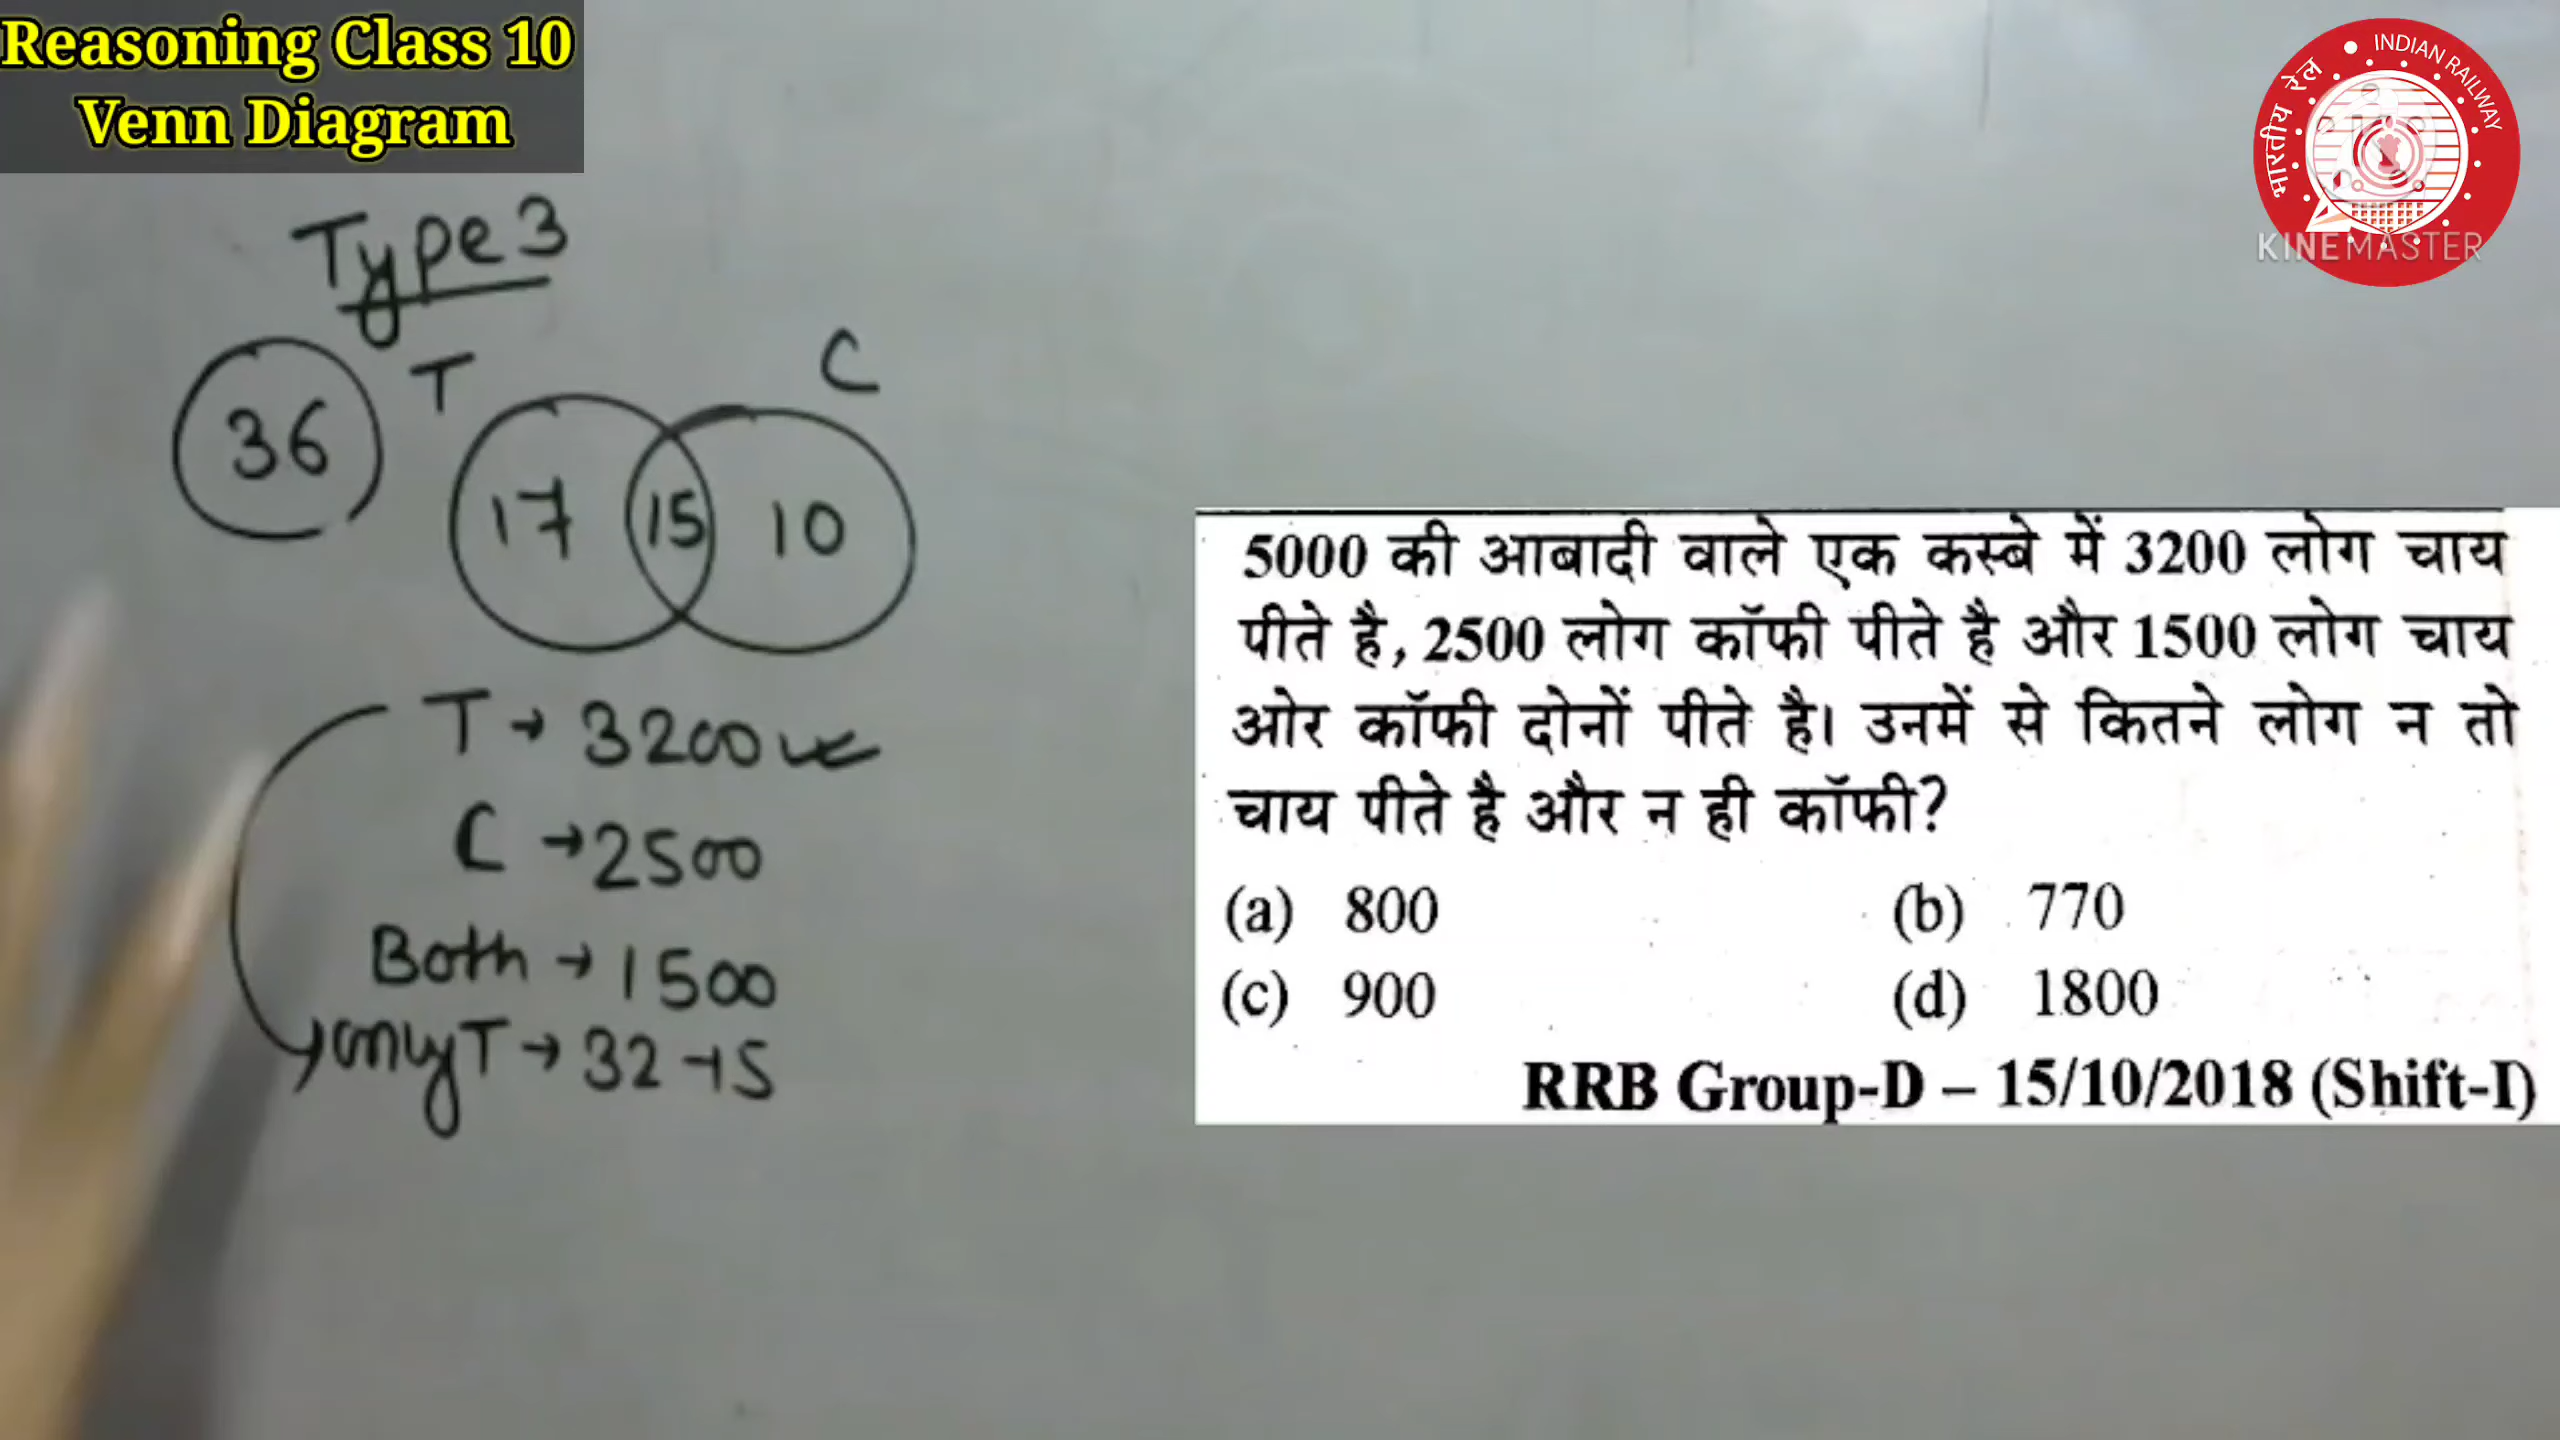 Reasoning Class 10
Venn Diagram
INDIAN RAILWAY
भारतीय रेल
KINEMASTER
Type 3
36
T
C
17
15
10
T → 3200
C → 2500
Both → 1500
only T → 32-15
5000 की आबादी वाले एक कस्बे में 3200 लोग चाय
पीते है, 2500 लोग कॉफी पीते है और 1500 लोग चाय
ओर कॉफी दोनों पीते है। उनमें से कितने लोग न तो
चाय पीते है और न ही कॉफी?
(a) 800 (b) 770
(c) 900 (d) 1800
RRB Group-D – 15/10/2018 (Shift-I)